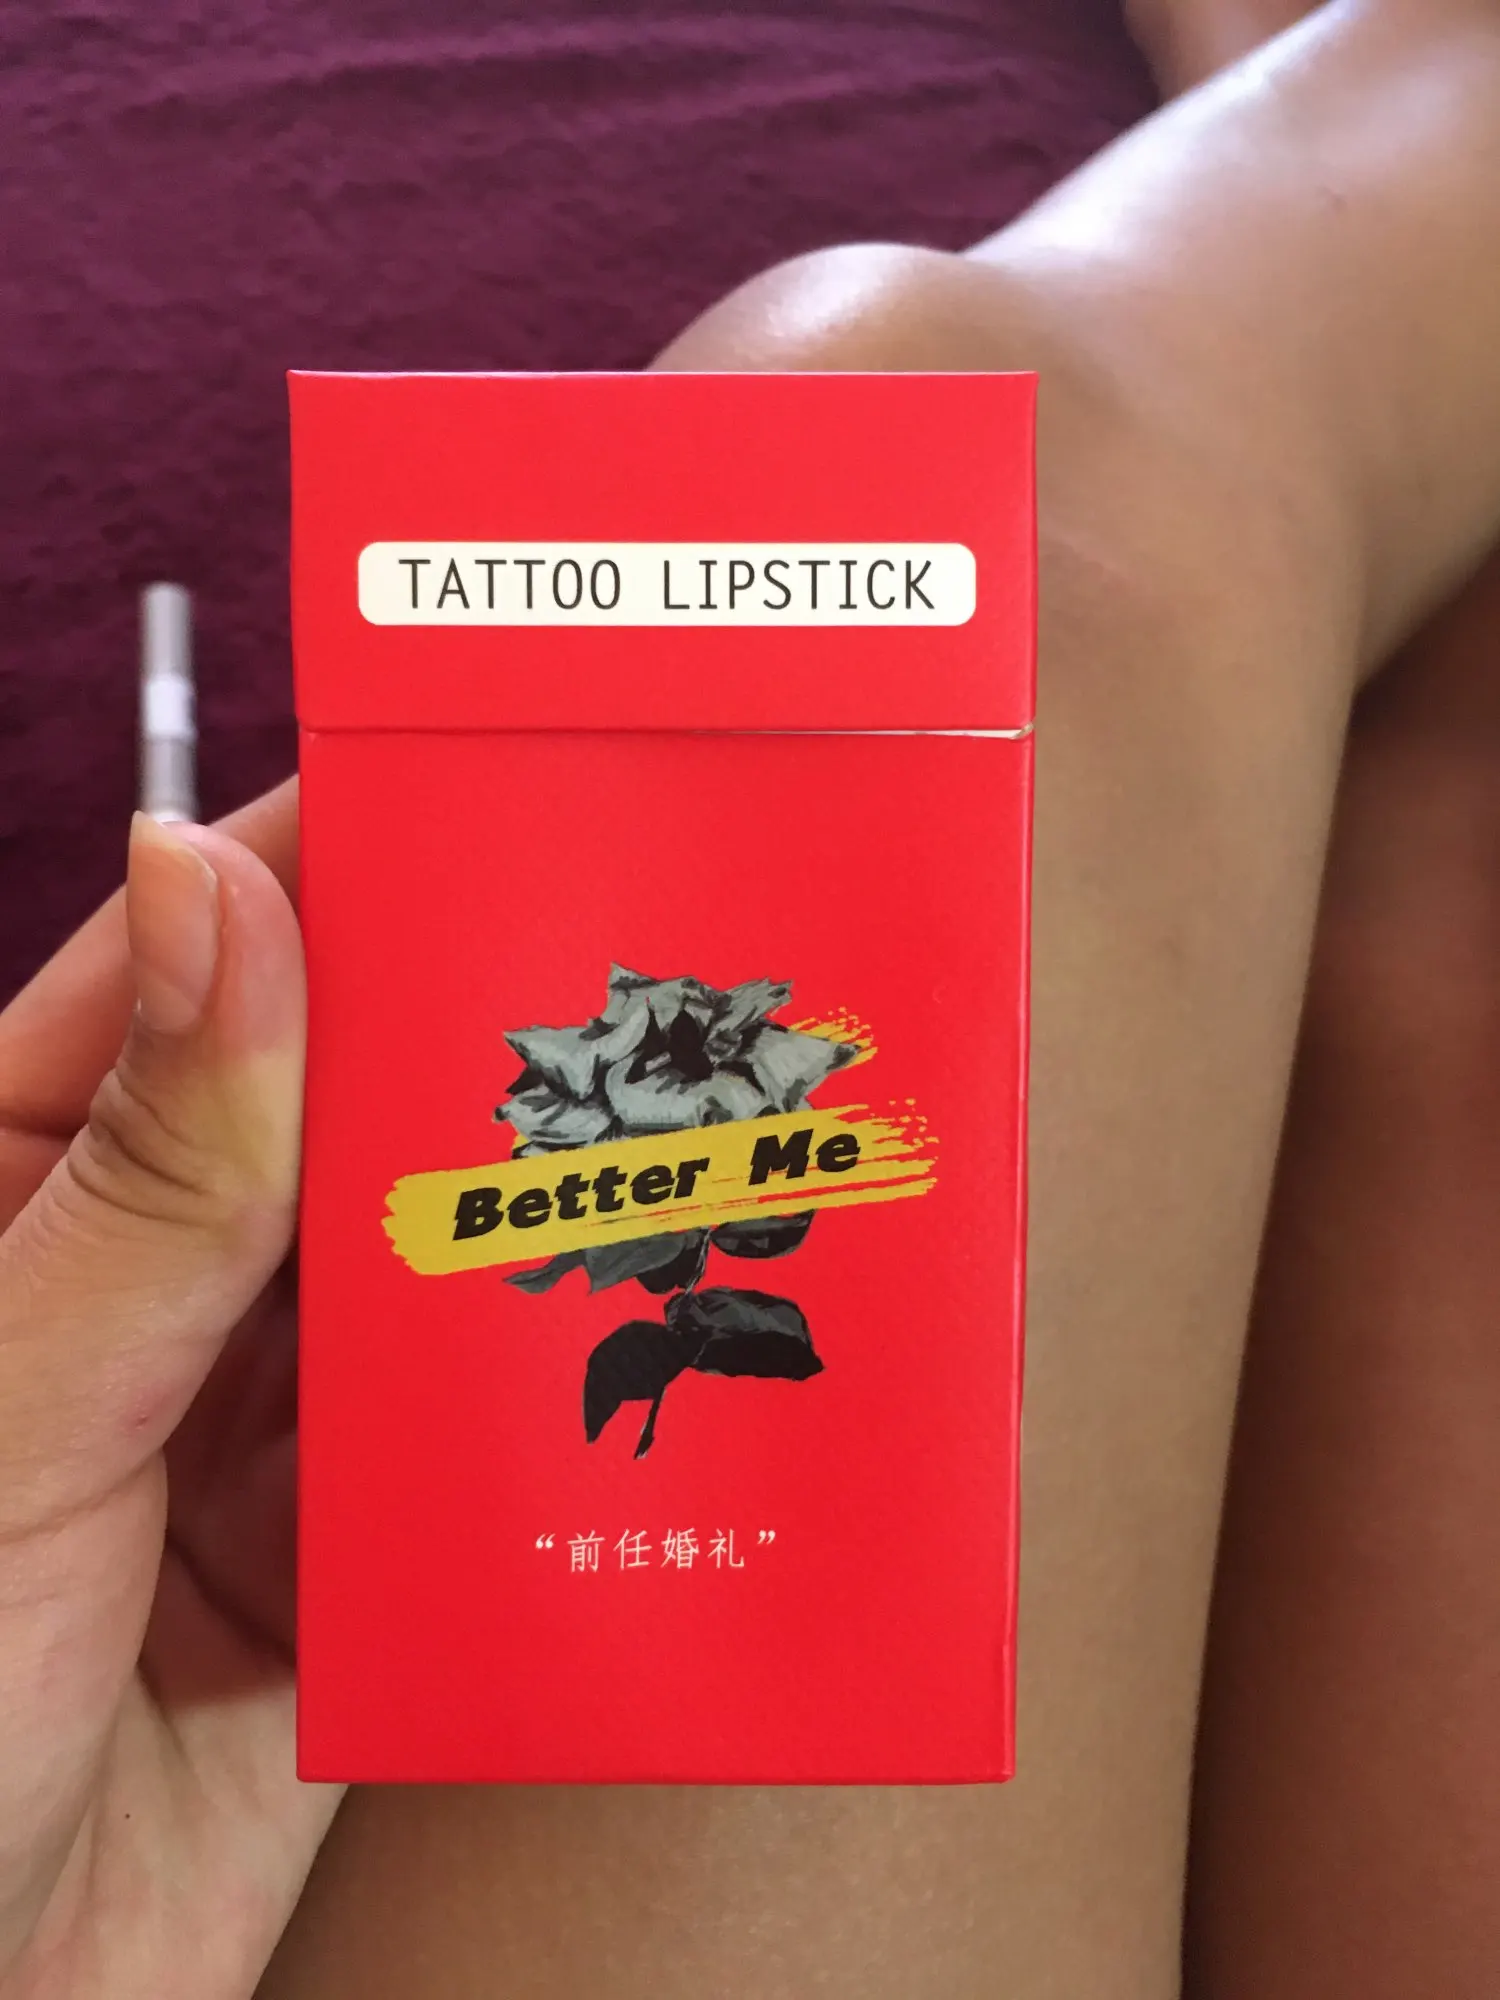 TATTOO LIPSTICK
Better Me
“前任婚礼”